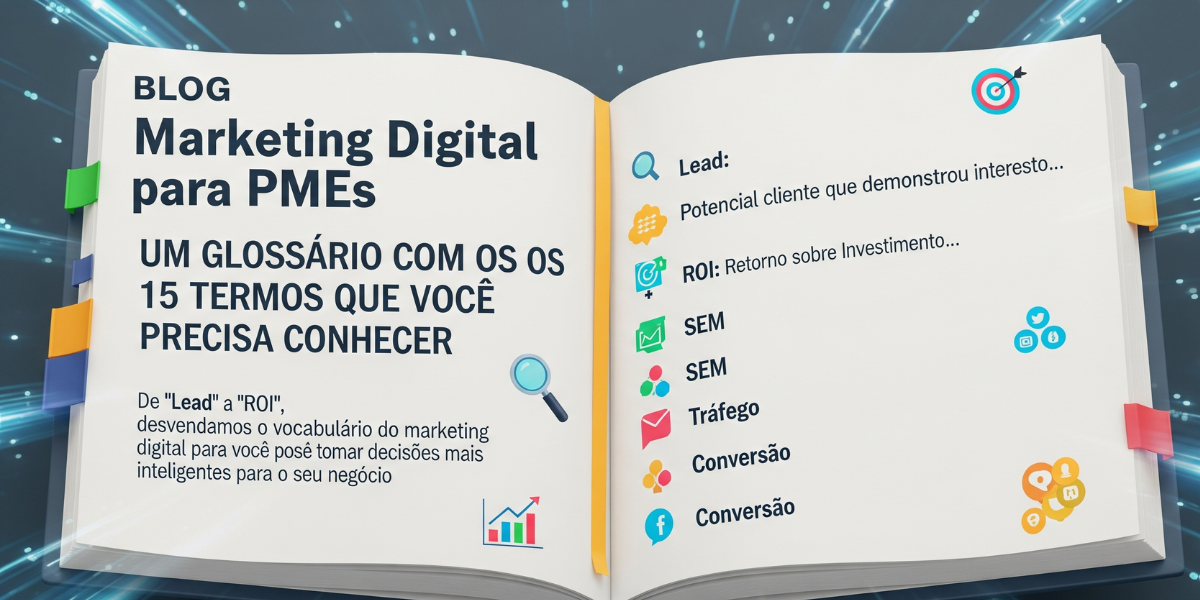 BLOG
Marketing Digital
para PMEs
UM GLOSSÁRIO COM OS OS
15 TERMOS QUE VOCÊ
PRECISA CONHECER
De "Lead" a "ROI",
desvendamos o vocabulário do marketing
digital para você posê tomar decisões mais
inteligentes para o seu negócio
Lead:
Potencial cliente que demonstrou interesto...
ROI: Retorno sobre Investimento...
SEM
SEM
Tráfego
Conversão
Conversão